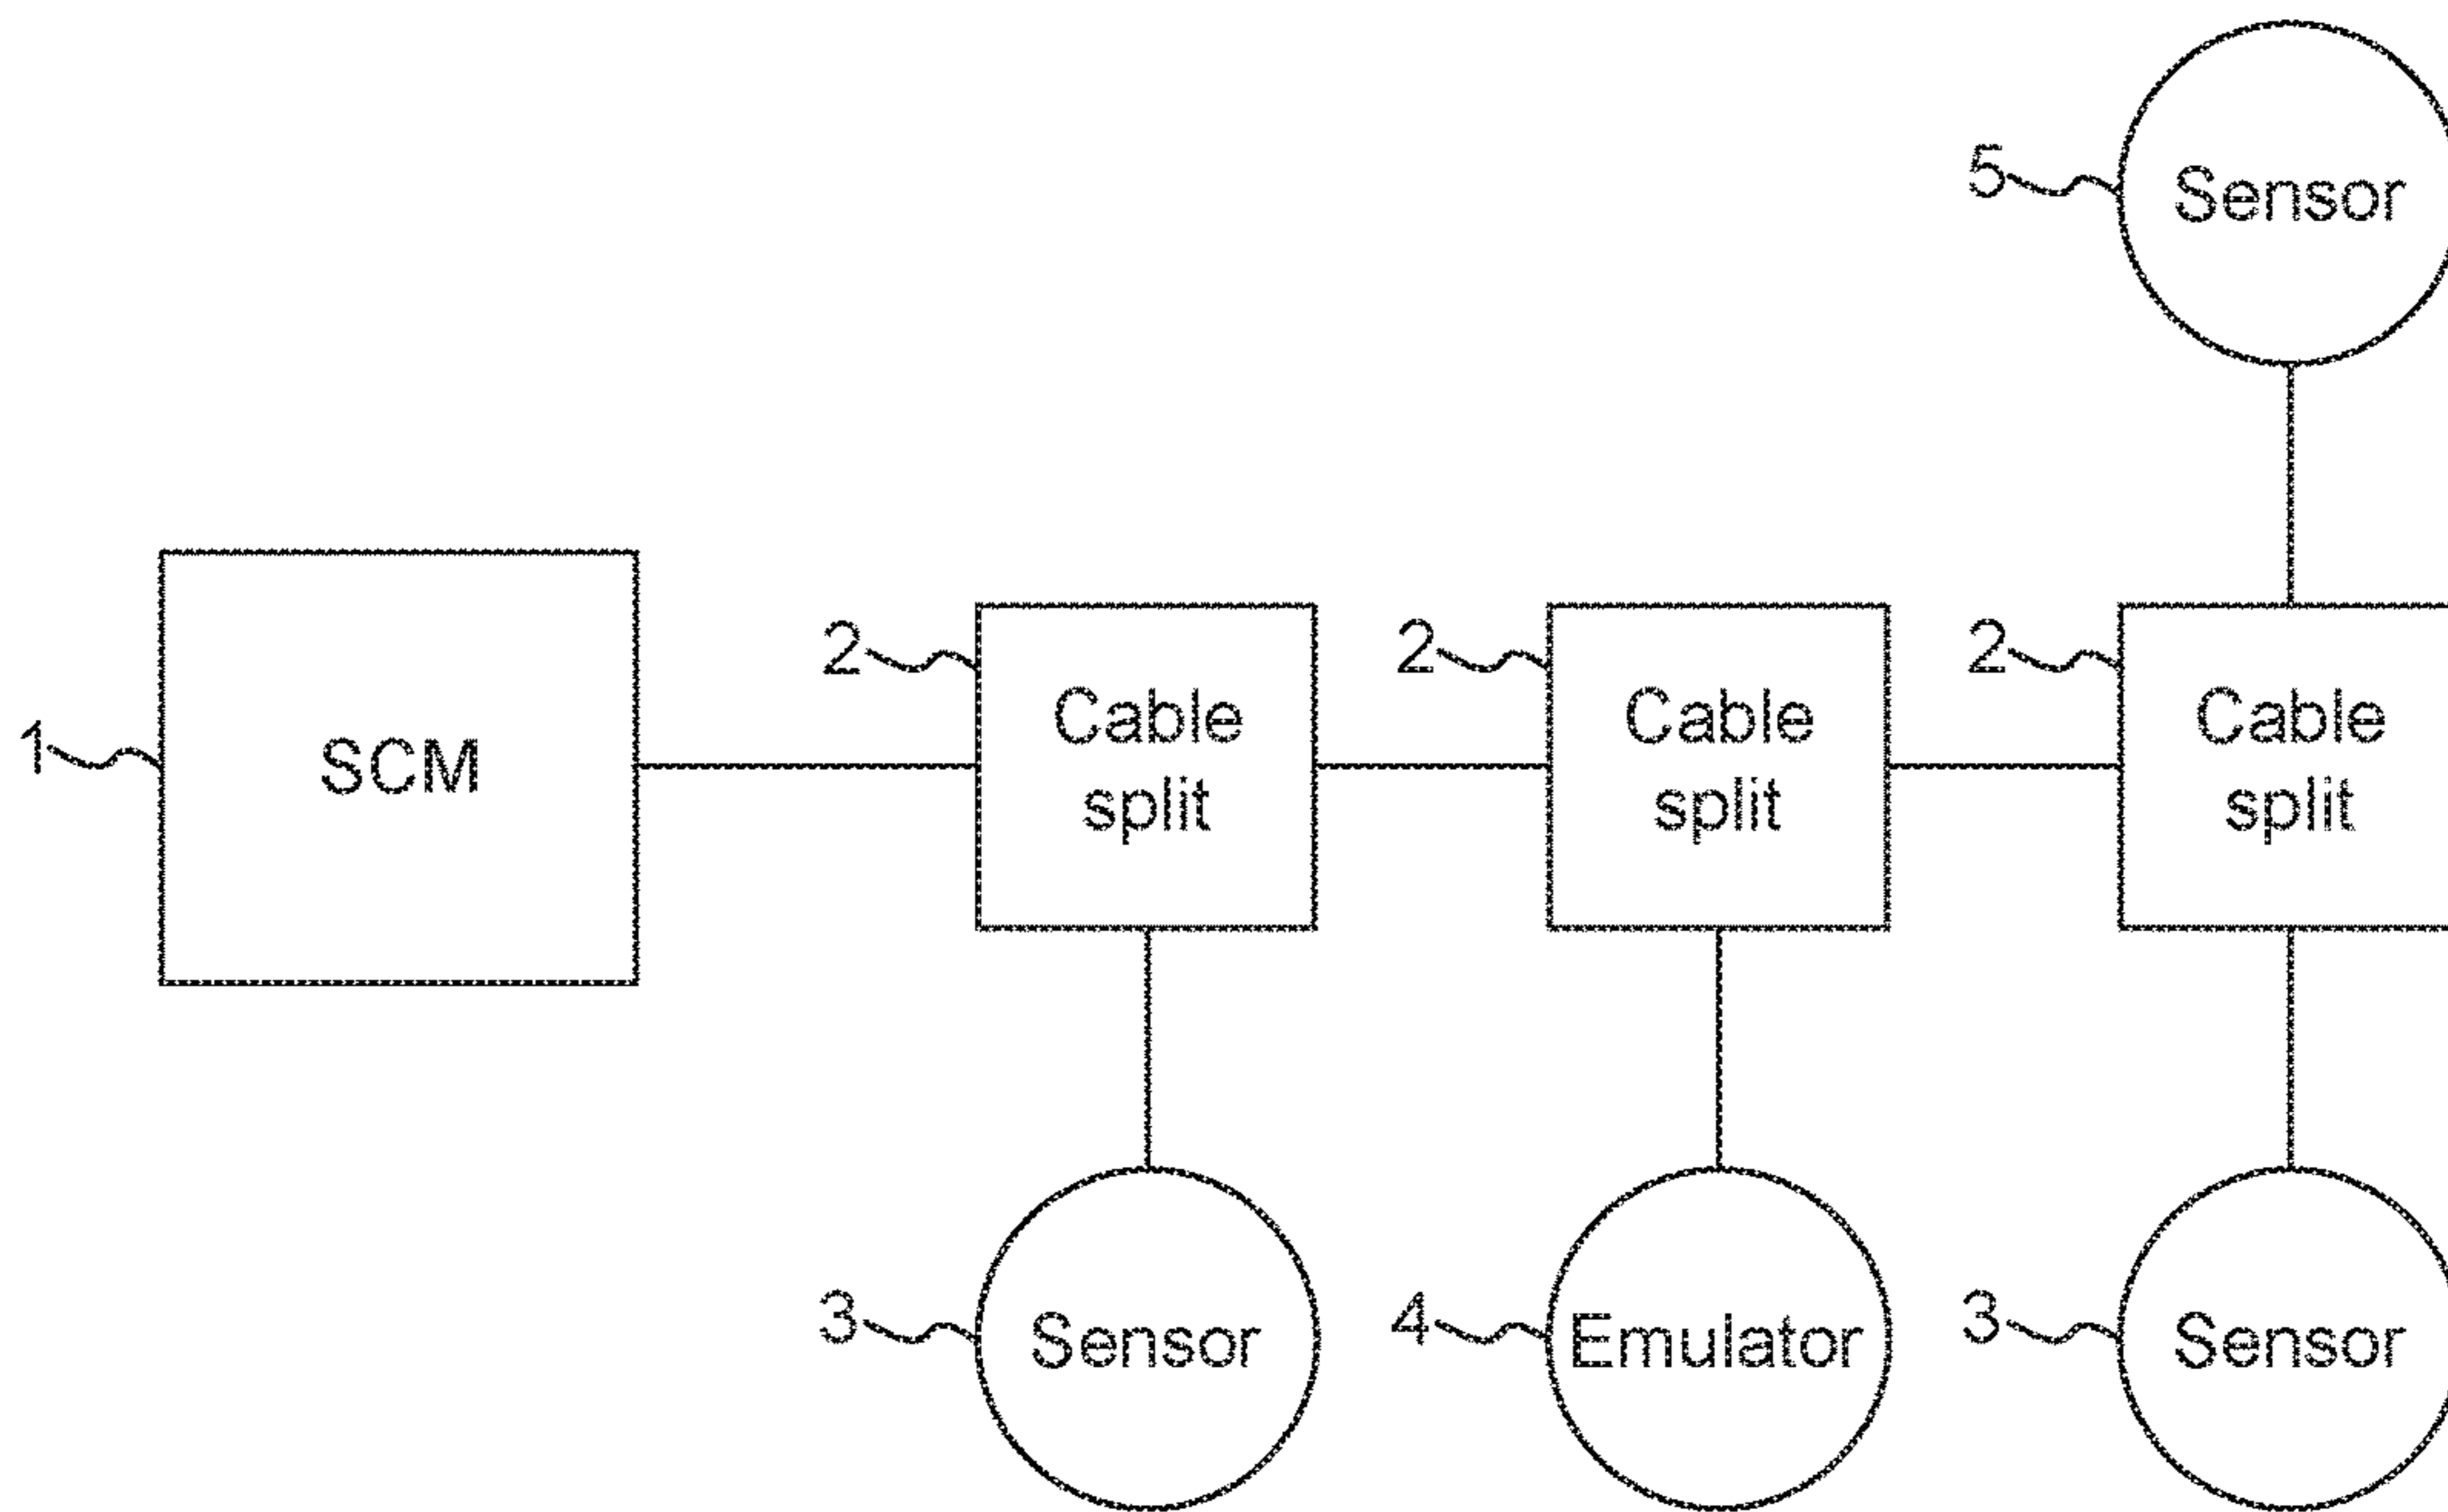 5
Sensor
1
SCM
2
Cable
split
2
Cable
split
2
Cable
split
3
Sensor
4
Emulator
3
Sensor